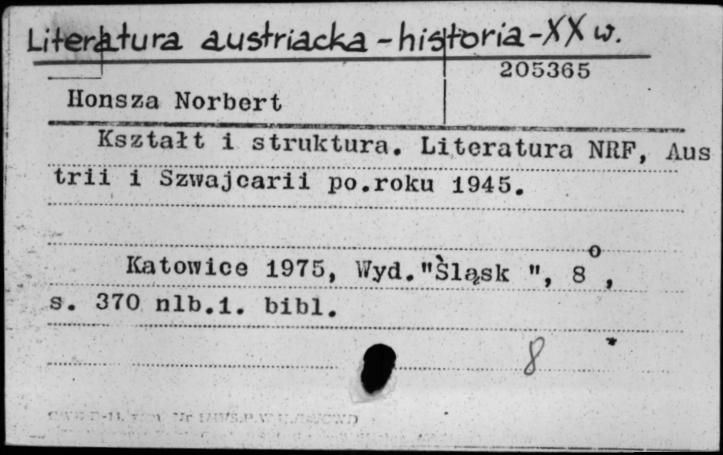 Literatura austriacka - historia - XX w.
205365
Honsza Norbert
Kształt i struktura. Literatura NRF, Aus
trii i Szwajcarii po.roku 1945.
Katowice 1975, Wyd."Śląsk ", 8°,
s. 370 nlb.1. bibl.
8 *